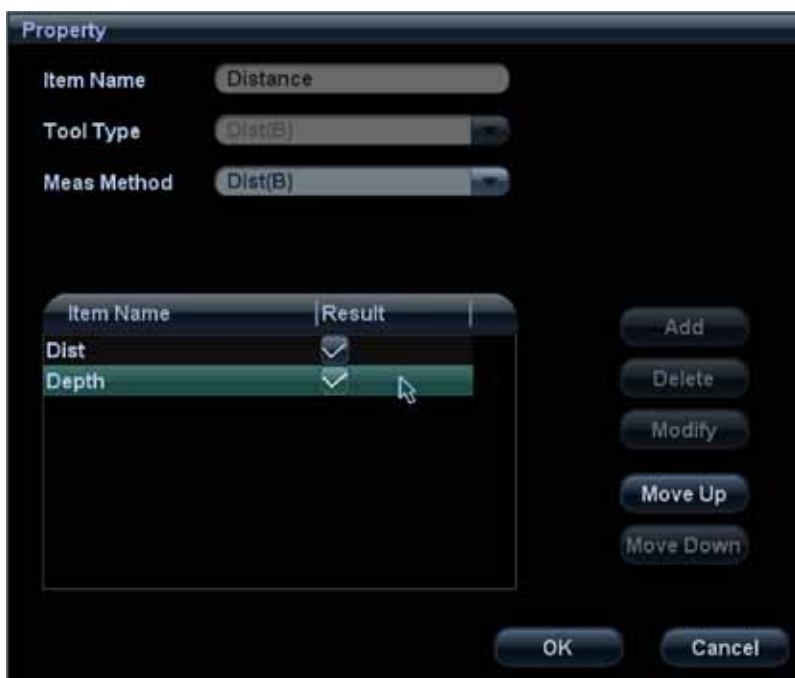 Property
Item Name Distance
Tool Type Dist(B)
Meas Method Dist(B)
Item Name Result
Dist
Depth
Add
Delete
Modify
Move Up
Move Down
OK Cancel